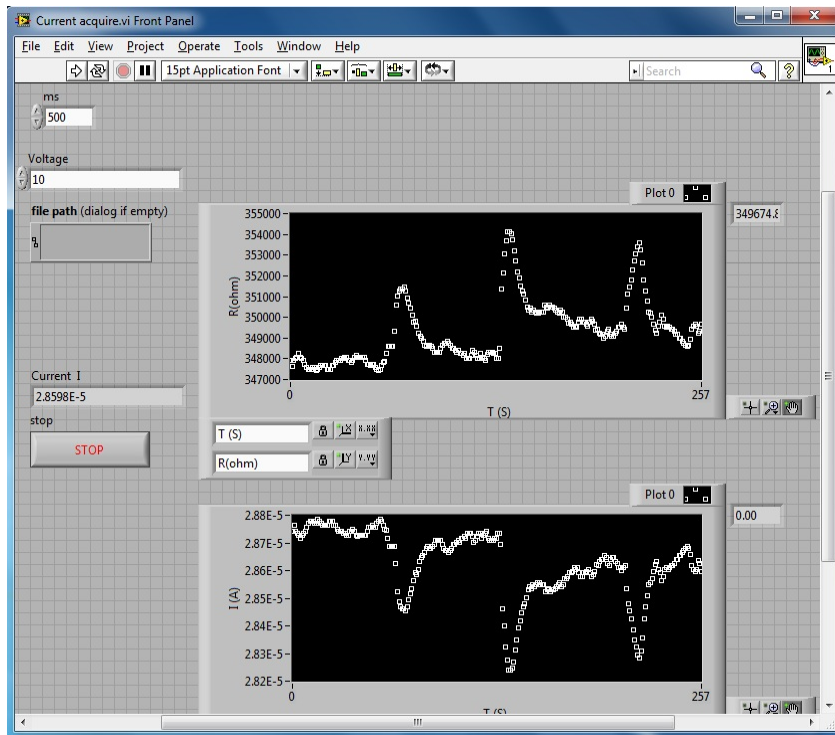 Current acquire.vi Front Panel
File Edit View Project Operate Tools Window Help
15pt Application Font
Search
1
ms
500
Voltage
10
file path (dialog if empty)
Plot 0
349674.8
355000
354000
353000
352000
351000
350000
349000
348000
347000
R(ohm)
0
257
T (S)
Current I
2.8598E-5
stop
STOP
T (S)
X.XX
R(ohm)
Y.YY
Plot 0
0.00
2.88E-5
2.87E-5
2.86E-5
2.85E-5
2.84E-5
2.83E-5
2.82E-5
I (A)
0
257
T (S)